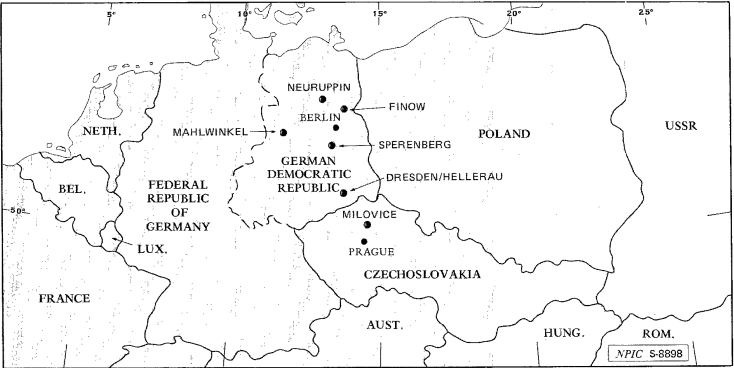 5°
10°
15°
20°
25°
NEURUPPIN
FINOW
BERLIN
NETH.
MAHLWINKEL
POLAND
USSR
SPERENBERG
GERMAN
DEMOCRATIC
REPUBLIC
DRESDEN/HELLERAU
BEL.
FEDERAL
REPUBLIC
OF
GERMANY
50°
MILOVICE
LUX.
PRAGUE
CZECHOSLOVAKIA
FRANCE
AUST.
HUNG.
ROM.
NPIC S-8898